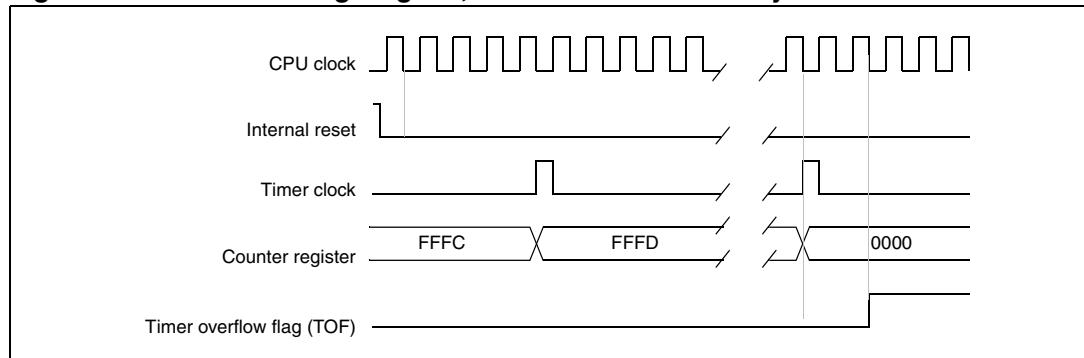 CPU clock
Internal reset
Timer clock
FFFC FFFD 0000
Counter register
Timer overflow flag (TOF)